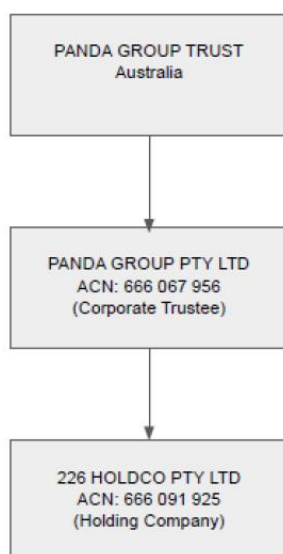 PANDA GROUP TRUST
Australia
PANDA GROUP PTY LTD
ACN: 666 067 956
(Corporate Trustee)
226 HOLDCO PTY LTD
ACN: 666 091 925
(Holding Company)